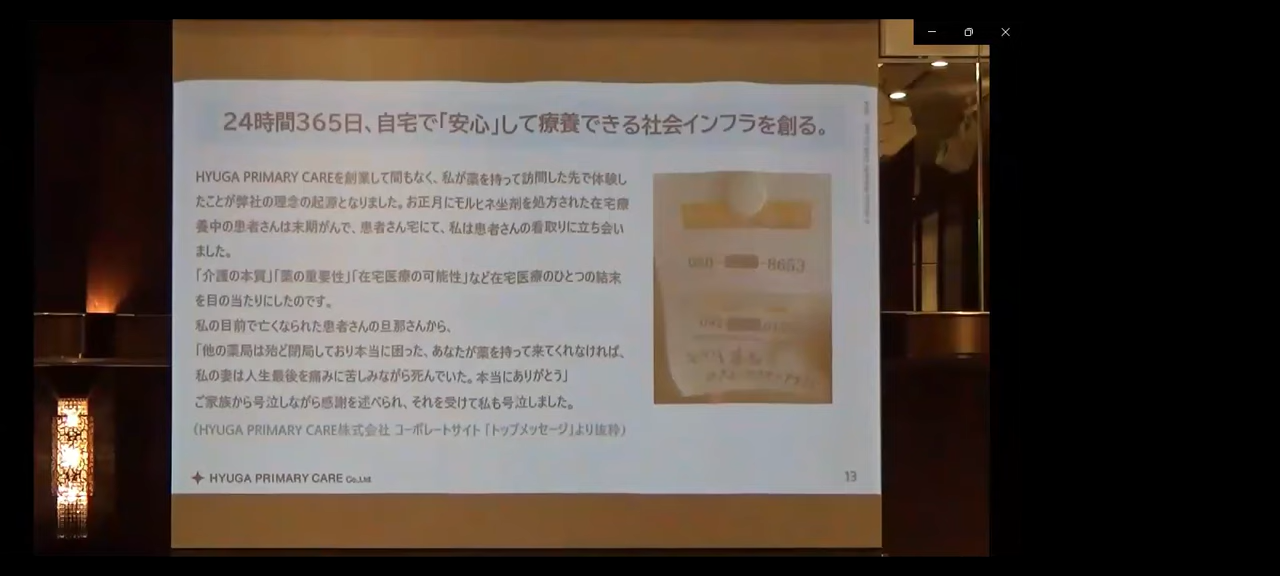 24時間365日、自宅で「安心」して療養できる社会インフラを創る。
HYUGA PRIMARY CAREを創業して間もなく、私が薬を持って訪問した先で体験し
たことが弊社の理念の起源となりました。お正月にモルヒネ坐剤を処方された在宅療
養中の患者さんは末期がんで、患者さん宅にて、私は患者さんの看取りに立ち会い
ました。
「介護の本質」「薬の重要性」「在宅医療の可能性」など在宅医療のひとつの結末
を目の当たりにしたのです。
私の目前で亡くなられた患者さんの旦那さんから、
「他の薬局は殆ど閉局しており本当に困った、あなたが薬を持って来てくれなければ、
私の妻は人生最後を痛みに苦しみながら死んでいた。本当にありがとう」
ご家族から号泣しながら感謝を述べられ、それを受けて私も号泣しました。
(HYUGA PRIMARY CARE株式会社 コーポレートサイト「トップメッセージ」より抜粋)
-8653
HYUGA PRIMARY CARE Co.,Ltd.
13